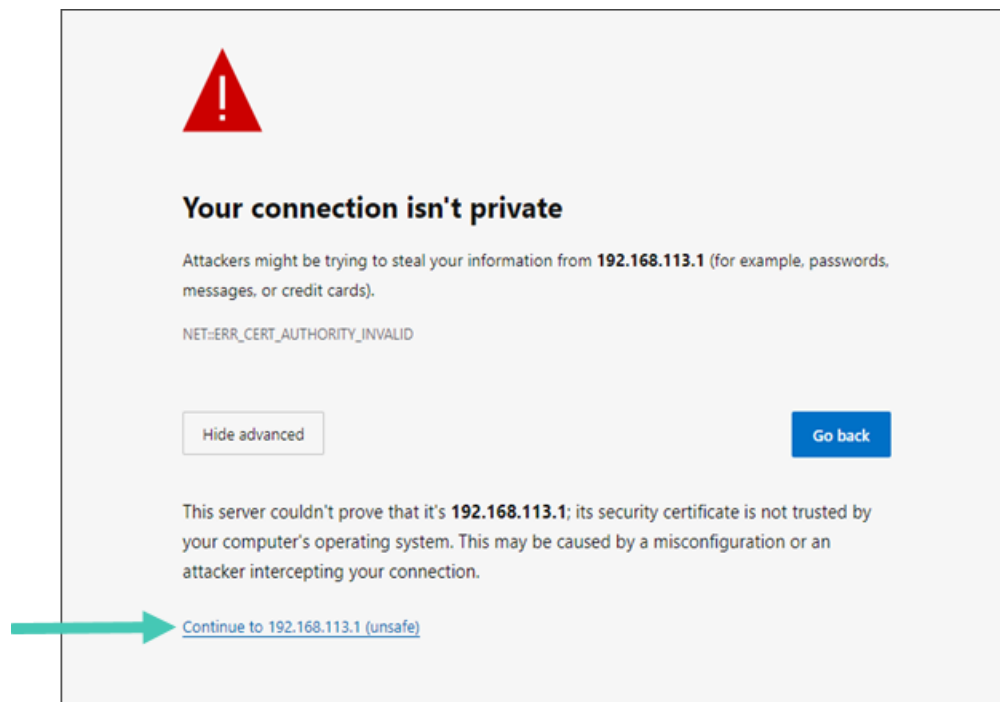 Your connection isn't private
Attackers might be trying to steal your information from 192.168.113.1 (for example, passwords,
messages, or credit cards).
NET::ERR_CERT_AUTHORITY_INVALID
Hide advanced
Go back
This server couldn't prove that it's 192.168.113.1; its security certificate is not trusted by
your computer's operating system. This may be caused by a misconfiguration or an
attacker intercepting your connection.
Continue to 192.168.113.1 (unsafe)